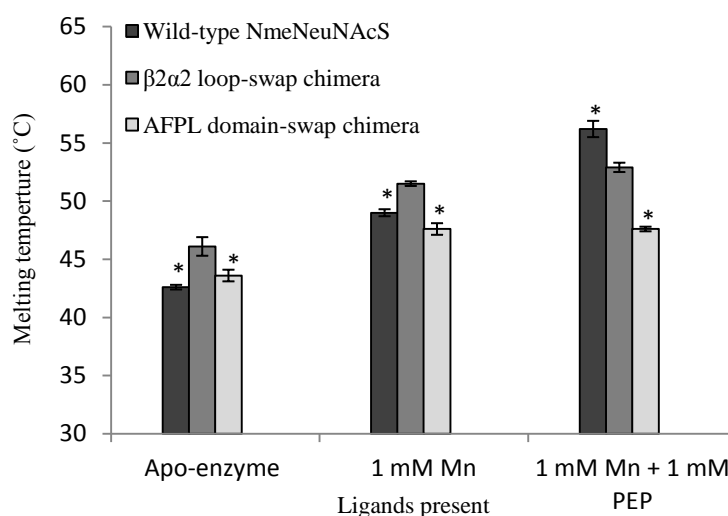 65
60
55
50
45
40
35
30
Melting temperture (˚C)
Wild-type NmeNeuNAcS
β2α2 loop-swap chimera
AFPL domain-swap chimera
* * * * * *
Apo-enzyme
1 mM Mn
1 mM Mn + 1 mM
PEP
Ligands present